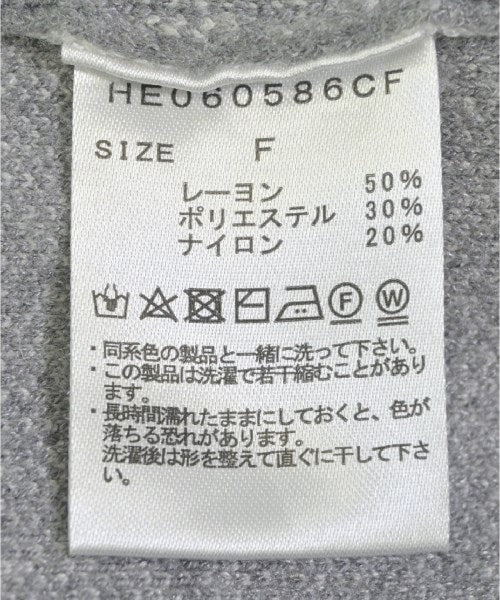 HE060586CF
SIZE F
レーヨン 50%
ポリエステル 30%
ナイロン 20%
F W
・同系色の製品と一緒に洗って下さい。
・この製品は洗濯で若干縮むことがあり
ます。
・長時間濡れたままにしておくと、色が
落ちる恐れがあります。
洗濯後は形を整えて直ぐに干して下さい。